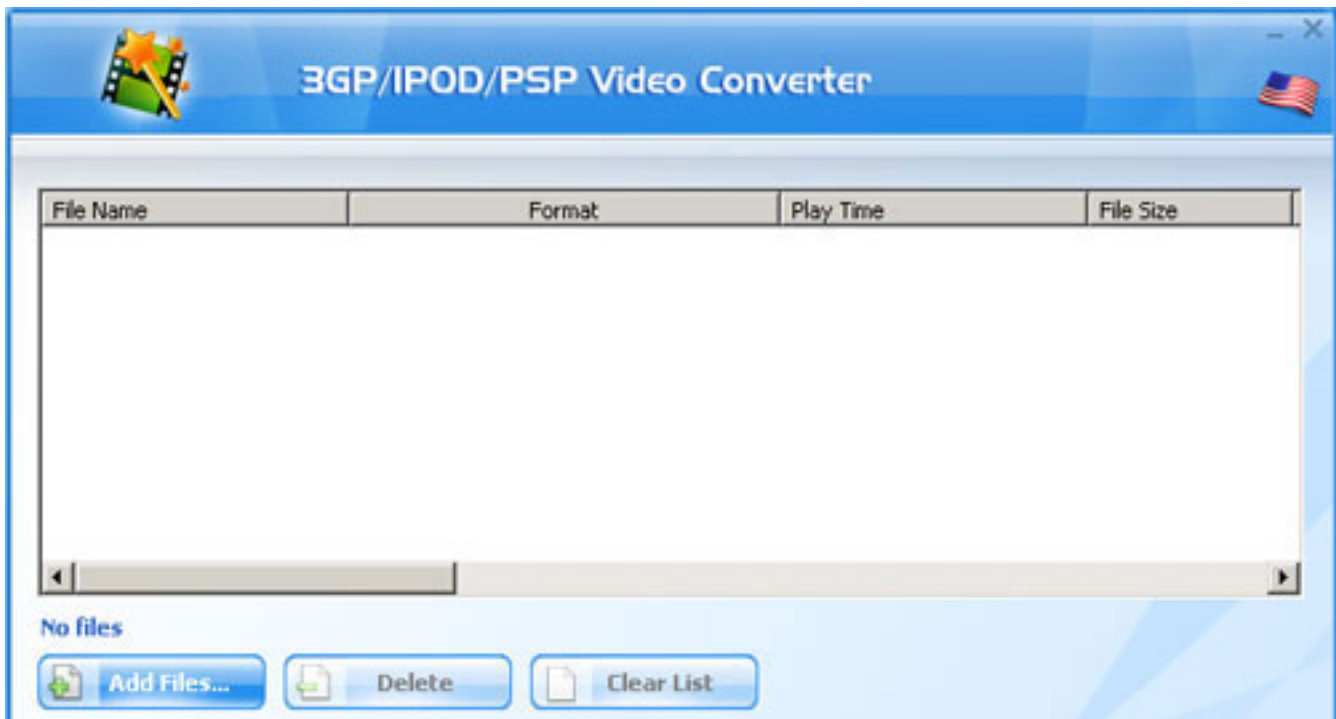 3GP/IPOD/PSP Video Converter
File Name Format Play Time File Size
No files
Add Files... Delete Clear List